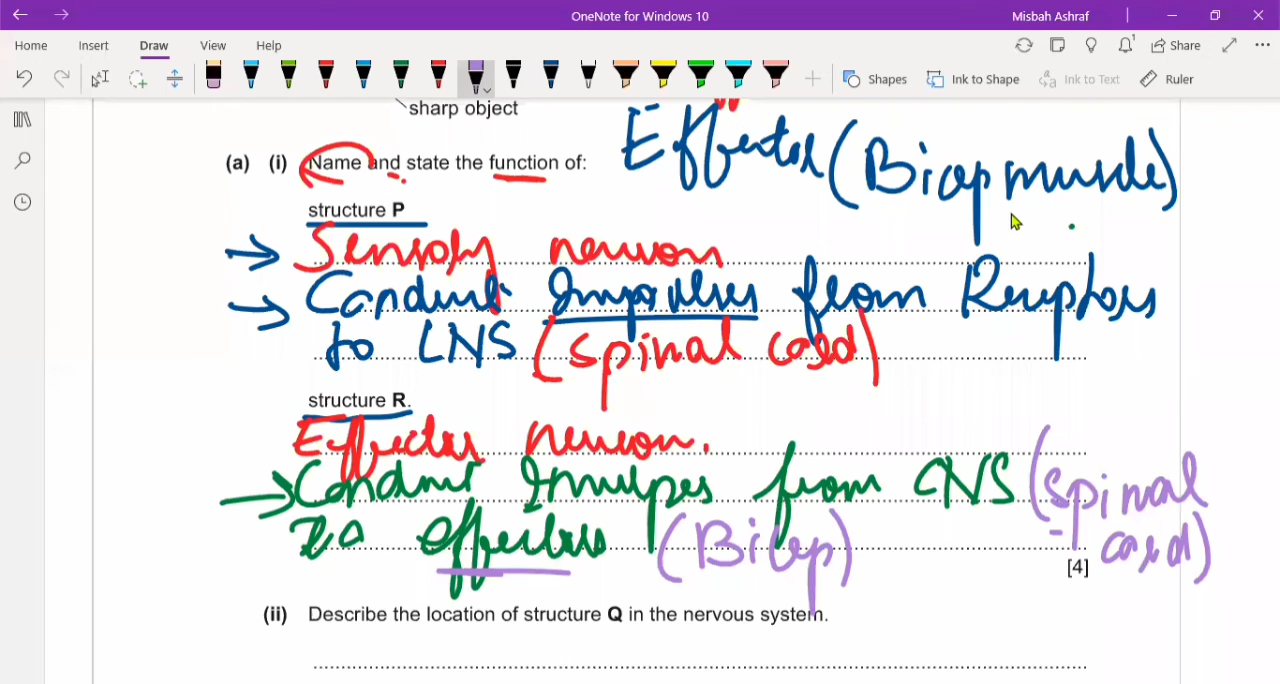 OneNote for Windows 10
Misbah Ashraf
Home Insert Draw View Help
Share
Shapes Ink to Shape Ink to Text Ruler
sharp object
Effector (Bicep muscle)
(a) (i) Name and state the function of:
structure P
Sensory neuron
Conduct Impulses from Receptors
to CNS (spinal cord)
structure R.
Effector neuron.
Conduct Impulses from CNS (spinal
to effectors (Bicep) cord)
[4]
(ii) Describe the location of structure Q in the nervous system.